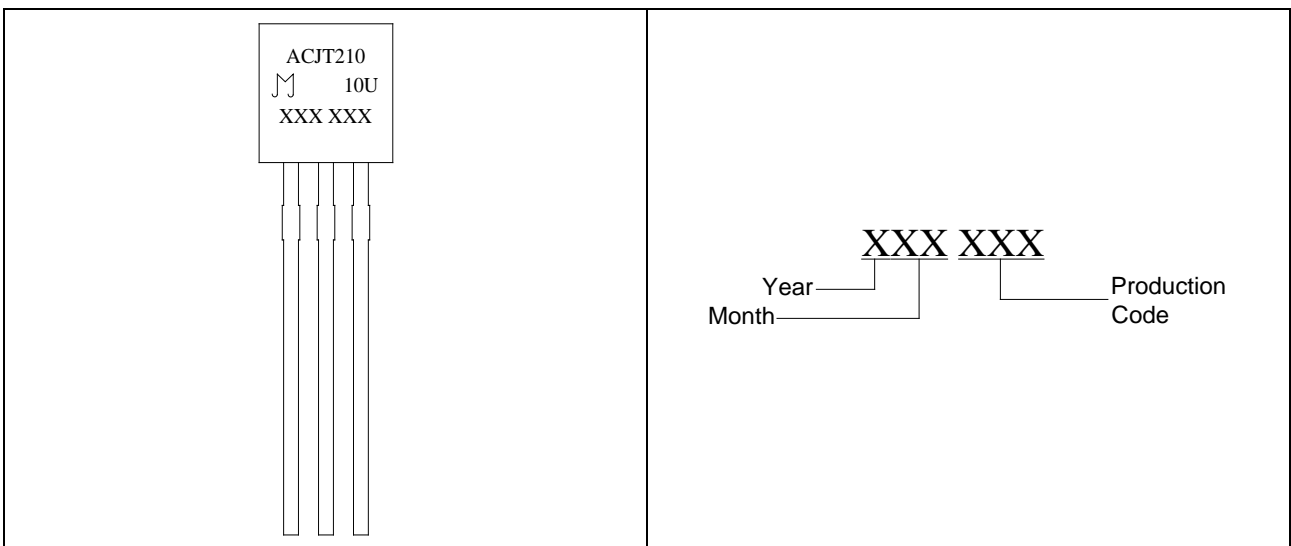 ACJT210
10U
XXX XXX
XXX XXX
Year
Month
Production
Code